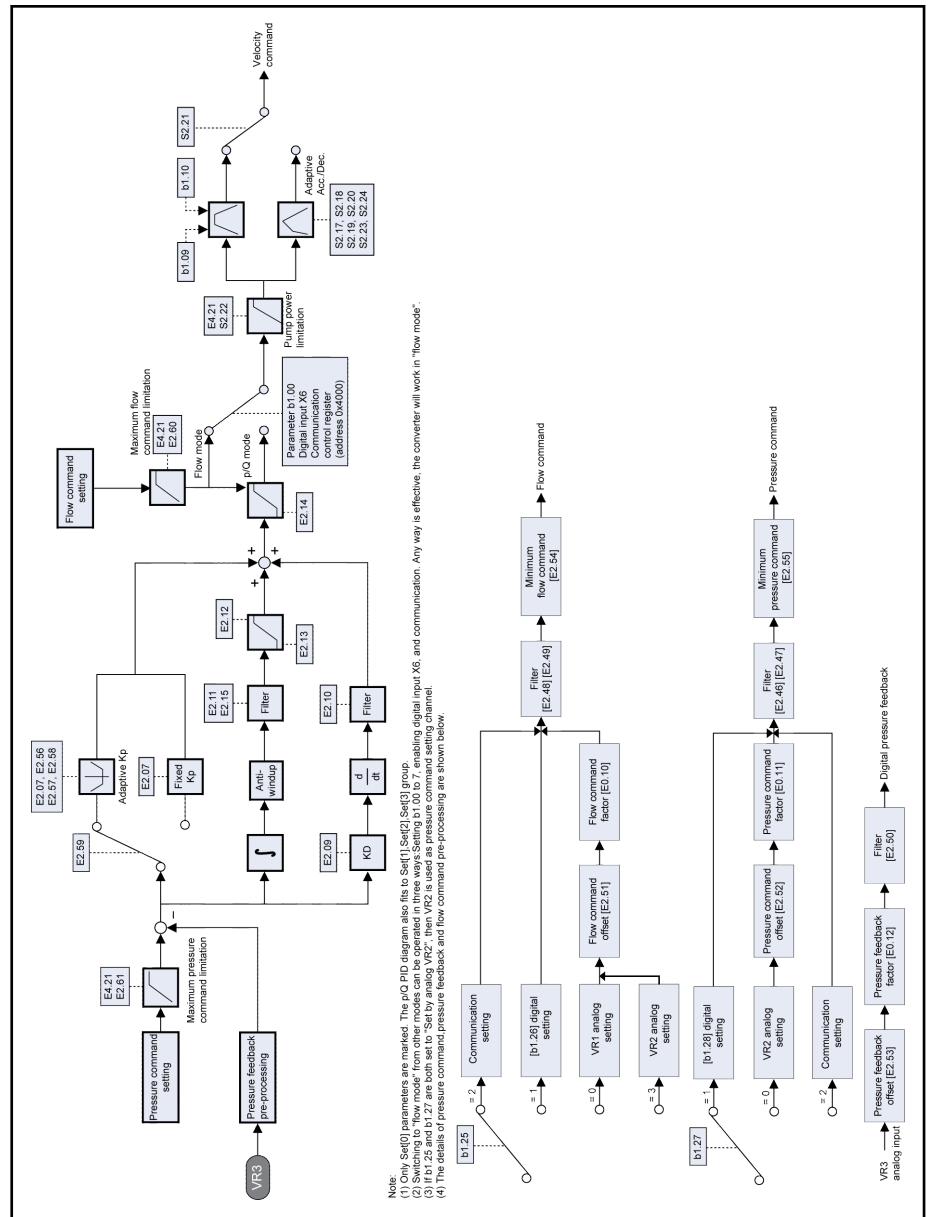 Pressure command
setting
E4.21
E2.61
Maximum pressure
command limitation
VR3
Pressure feedback
pre-processing
−
E2.59
E2.07, E2.56
E2.57, E2.58
Adaptive Kp
E2.07
Fixed
Kp
∫
Anti-
windup
E2.11
E2.15
Filter
E2.12
E2.13
E2.09
KD
d
dt
E2.10
Filter
+
+
+
Flow command
setting
Maximum flow
command limitation
E4.21
E2.60
Flow mode
p/Q mode
E2.14
Parameter b1.00
Digital input X6
Communication
control register
(address 0x4000)
E4.21
S2.22
Pump power
limitation
b1.09
b1.10
Adaptive
Acc./Dec.
S2.17, S2.18
S2.19, S2.20
S2.23, S2.24
S2.21
Velocity
command
Note:
(1) Only Set[0] parameters are marked. The p/Q PID diagram also fits to Set[1],Set[2],Set[3] group.
(2) Switching to "flow mode" from other modes can be operated in three ways:Setting b1.00 to 7, enabling digital input X6, and communication. Any way is effective, the converter will work in "flow mode".
(3) If b1.25 and b1.27 are both set to "Set by analog VR2", then VR2 is used as pressure command setting channel.
(4) The details of pressure command,pressure feedback and flow command pre-processing are shown below.
b1.25
= 2
Communication
setting
= 1
[b1.26] digital
setting
= 0
VR1 analog
setting
= 3
VR2 analog
setting
Flow command
offset [E2.51]
Flow command
factor [E0.10]
Filter
[E2.48] [E2.49]
Minimum
flow command
[E2.54]
Flow command
b1.27
= 1
[b1.28] digital
setting
= 0
VR2 analog
setting
= 2
Communication
setting
Pressure command
offset [E2.52]
Pressure command
factor [E0.11]
Filter
[E2.46] [E2.47]
Minimum
pressure command
[E2.55]
Pressure command
VR3
analog input
Pressure feedback
offset [E2.53]
Pressure feedback
factor [E0.12]
Filter
[E2.50]
Digital pressure feedback